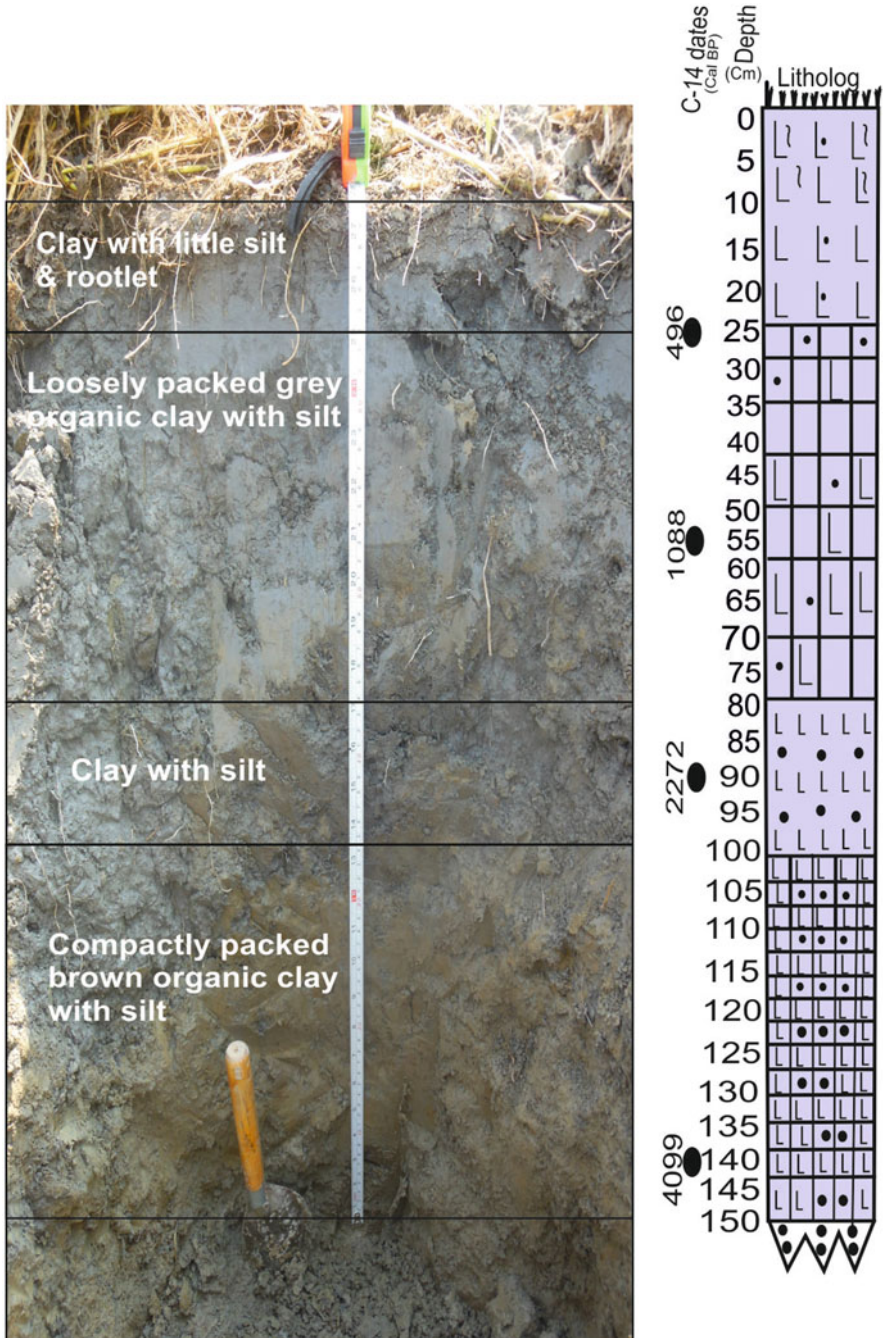 C-14 dates
(Cal BP)
Depth
(Cm)
Litholog
Clay with little silt
& rootlet
Loosely packed grey
organic clay with silt
Clay with silt
Compactly packed
brown organic clay
with silt
496
1088
2272
4099
0
5
10
15
20
25
30
35
40
45
50
55
60
65
70
75
80
85
90
95
100
105
110
115
120
125
130
135
140
145
150